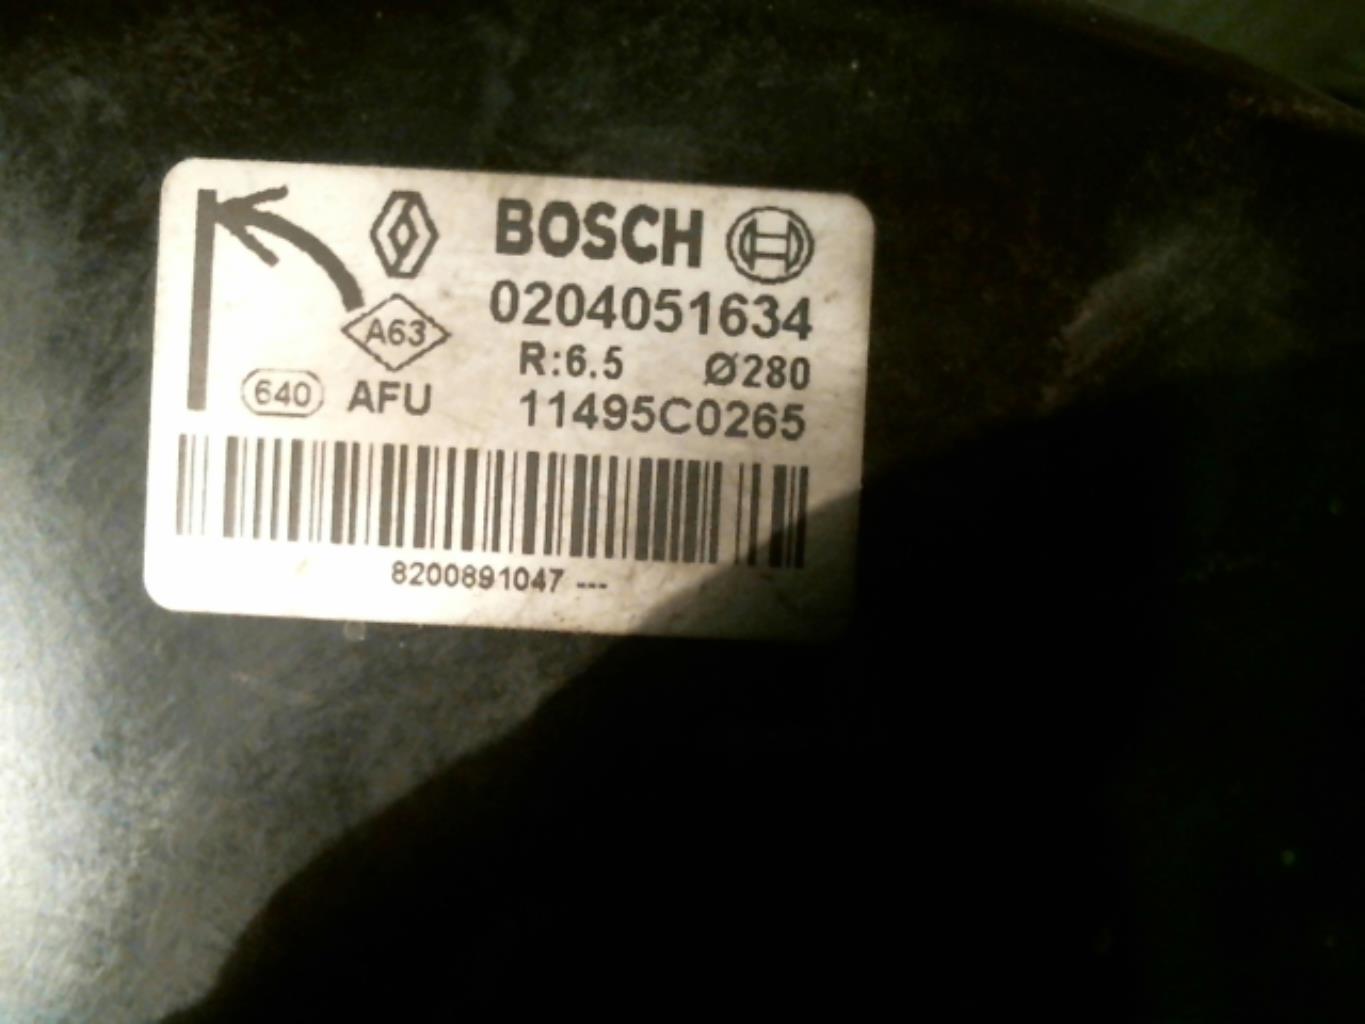 BOSCH
0204051634
A63
R:6.5 Ø280
640 AFU 11495C0265
8200891047 ---